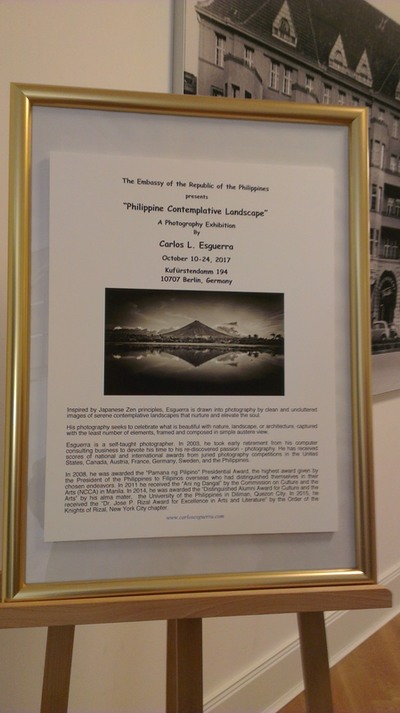 The Embassy of the Republic of the Philippines
presents
"Philippine Contemplative Landscape"
A Photography Exhibition
By
Carlos L. Esguerra
October 10-24, 2017
Kufürstendamm 194
10707 Berlin, Germany
Inspired by Japanese Zen principles, Esguerra is drawn into photography by clean and uncluttered
images of serene contemplative landscapes that nurture and elevate the soul.
His photography seeks to celebrate what is beautiful with nature, landscape, or architecture, captured
with the least number of elements, framed and composed in simple austere view.
Esguerra is a self-taught photographer. In 2003, he took early retirement from his computer
consulting business to devote his time to his re-discovered passion - photography. He has received
scores of national and international awards from juried photography competitions in the United
States, Canada, Austria, France, Germany, Sweden, and the Philippines.
In 2008, he was awarded the "Pamana ng Pilipino" Presidential Award, the highest award given by
the President of the Philippines to Filipinos overseas who had distinguished themselves in their
chosen endeavors. In 2011 he received the "Ani ng Dangal" by the Commission on Culture and the
Arts (NCCA) in Manila. In 2014, he was awarded the "Distinguished Alumni Award for Culture and the
Arts" by his alma mater, the University of the Philippines in Diliman, Quezon City. In 2015, he
received the "Dr. Jose P. Rizal Award for Excellence in Arts and Literature" by the Order of the
Knights of Rizal, New York City chapter.
www.carlosesguerra.com